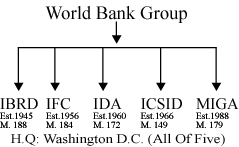 World Bank Group
IBRD IFC IDA ICSID MIGA
Est.1945 Est.1956 Est.1960 Est.1966 Est.1988
M. 188 M. 184 M. 172 M. 149 M. 179
H.Q: Washington D.C. (All Of Five)